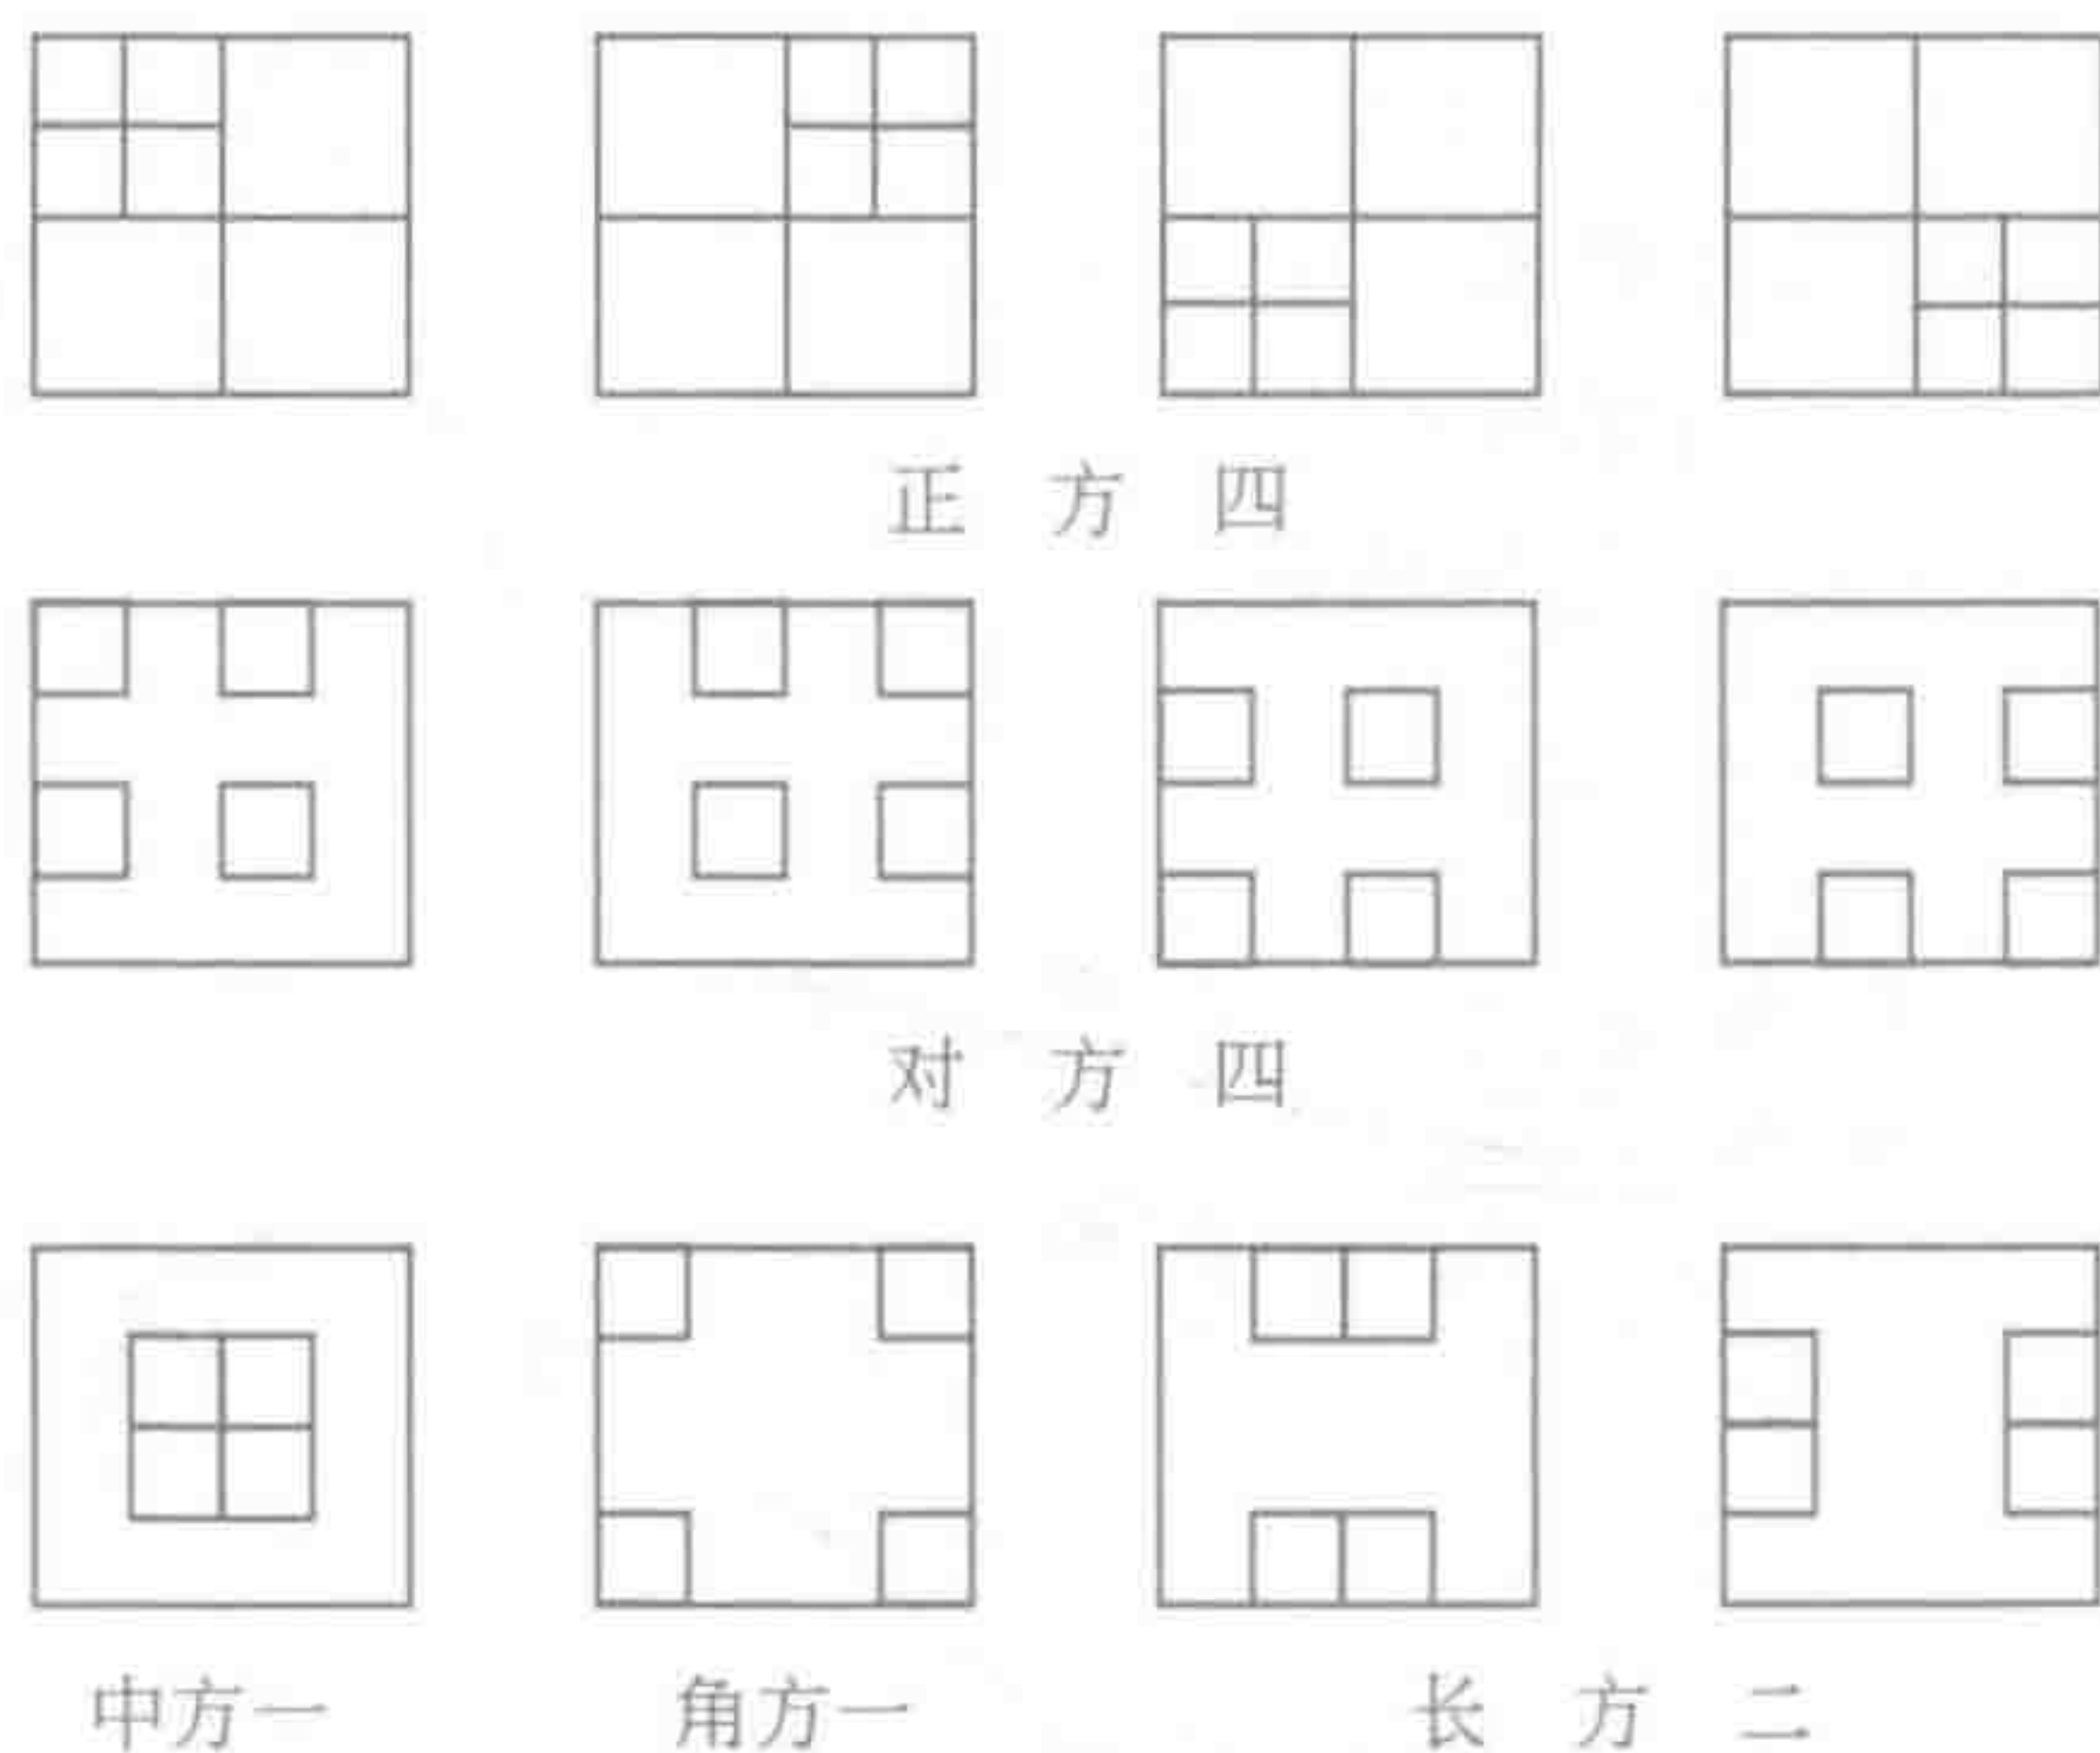 正方四
对方四
中方一 角方一 长方二